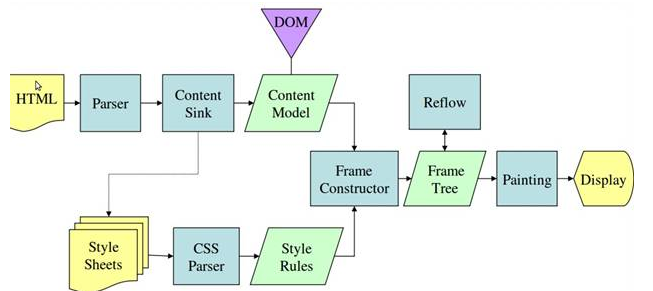 DOM
HTML
Parser
Content
Sink
Content
Model
Reflow
Frame
Constructor
Frame
Tree
Painting
Display
Style
Sheets
CSS
Parser
Style
Rules